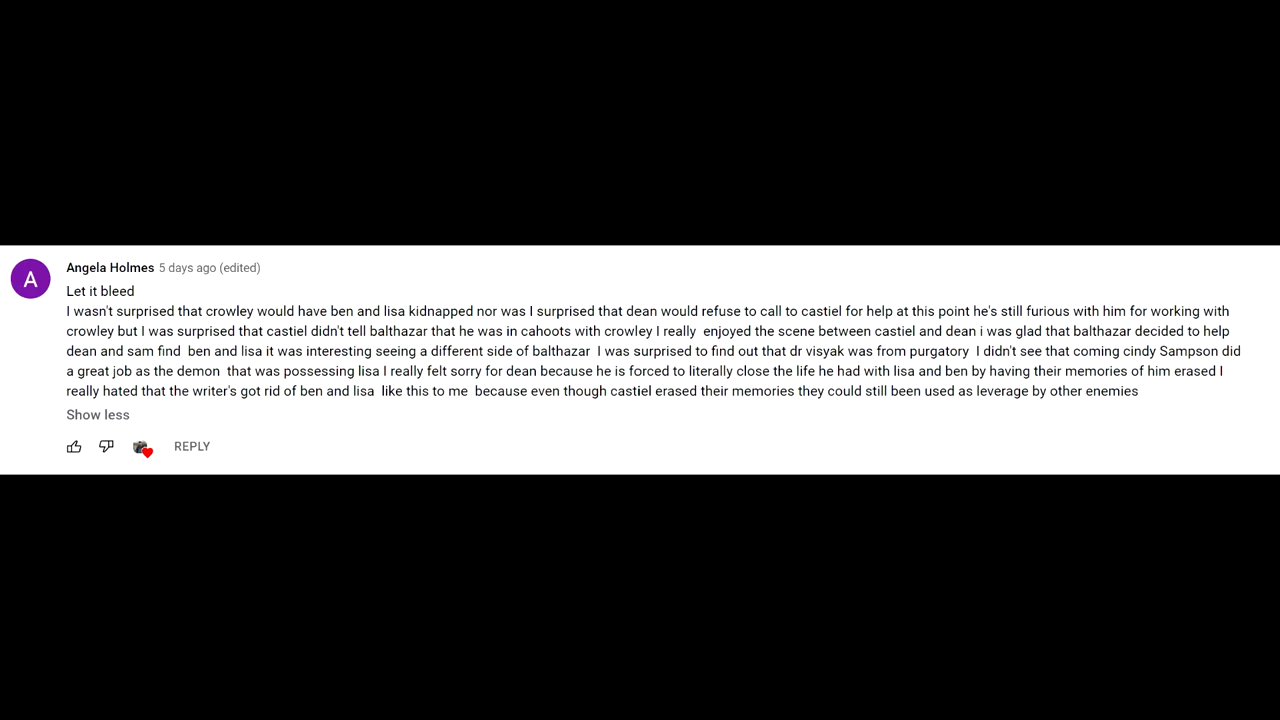 A
Angela Holmes 5 days ago (edited)
Let it bleed
I wasn't surprised that crowley would have ben and lisa kidnapped nor was I surprised that dean would refuse to call to castiel for help at this point he's still furious with him for working with
crowley but I was surprised that castiel didn't tell balthazar that he was in cahoots with crowley I really  enjoyed the scene between castiel and dean i was glad that balthazar decided to help
dean and sam find  ben and lisa it was interesting seeing a different side of balthazar  I was surprised to find out that dr visyak was from purgatory  I didn't see that coming cindy Sampson did
a great job as the demon  that was possessing lisa I really felt sorry for dean because he is forced to literally close the life he had with lisa and ben by having their memories of him erased I
really hated that the writer's got rid of ben and lisa  like this to me  because even though castiel erased their memories they could still been used as leverage by other enemies
Show less
REPLY